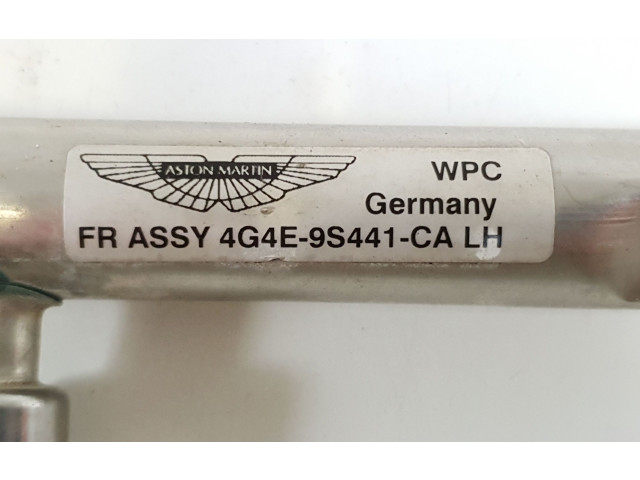 ASTON MARTIN
WPC
Germany
FR ASSY 4G4E-9S441-CA LH